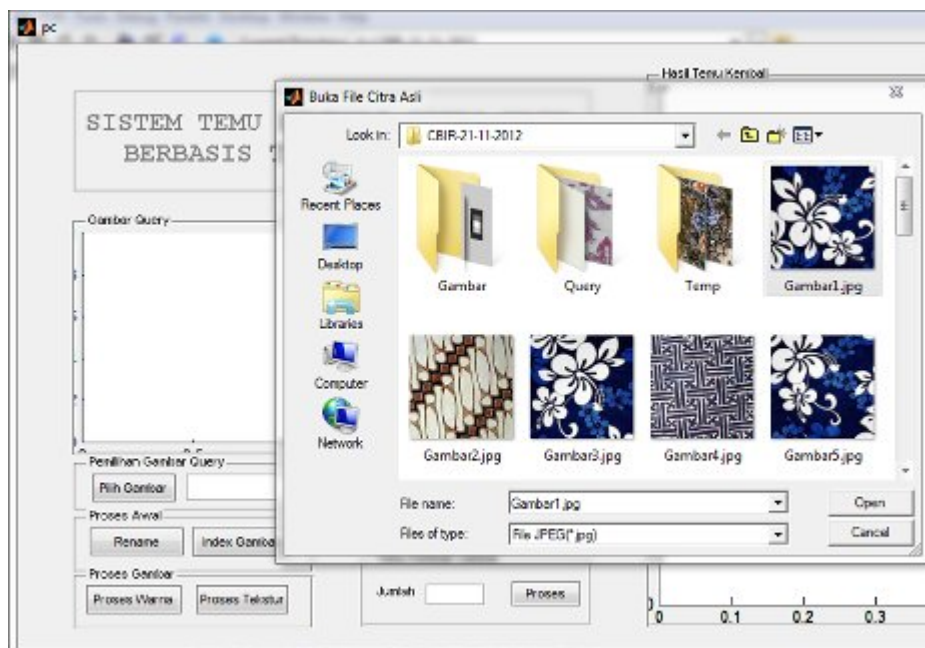 pc
Hasil Temu Kembali
Buka File Citra Asli
SISTEM TEMU
BERBASIS
Look in:
CBIR-21-11-2012
Recent Places
Desktop
Libraries
Computer
Network
Gambar
Query
Temp
Gambar1.jpg
Gambar2.jpg
Gambar3.jpg
Gambar4.jpg
Gambar5.jpg
File name:
Gambar1.jpg
Open
Files of type:
File JPEG(*.jpg)
Cancel
Gambar Query
Pemilihan Gambar Query
Pilih Gambar
Proses Awal
Rename
Index Gambar
Proses Gambar
Proses Warna
Proses Tekstur
Jumlah
Proses
0
0
0.1
0.2
0.3